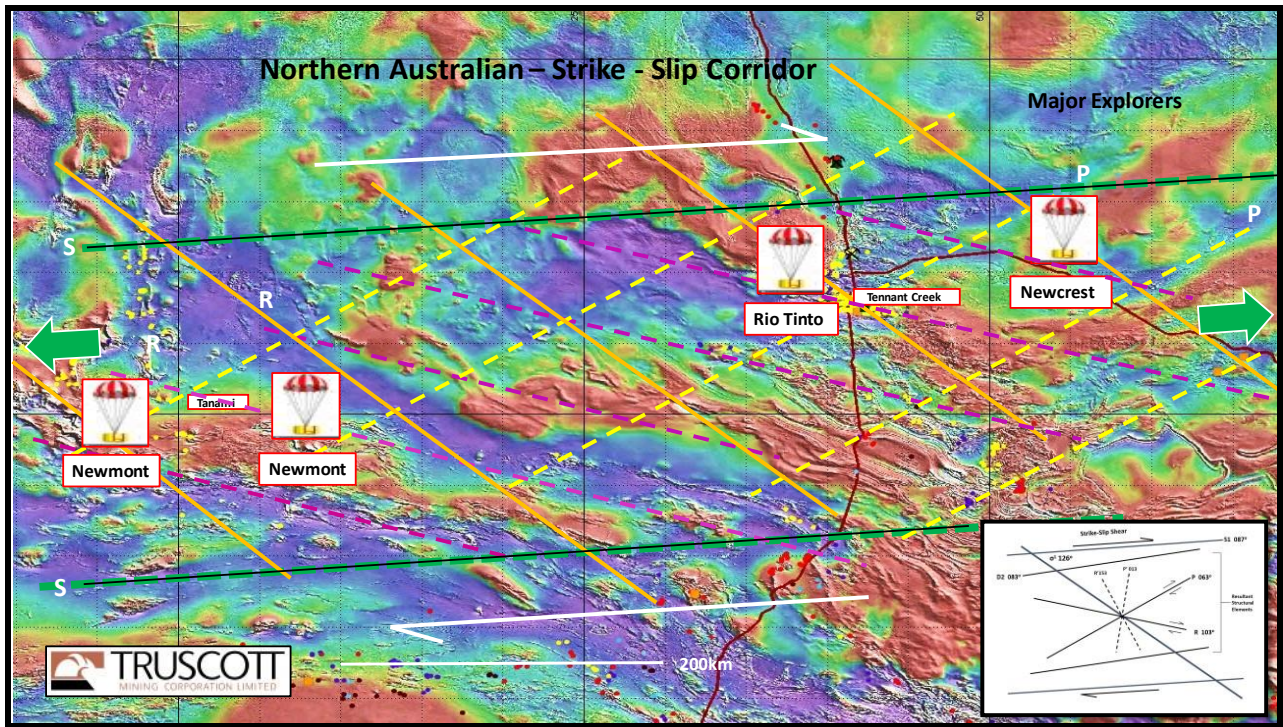 Northern Australian – Strike - Slip Corridor
Major Explorers
P
P
S
R
R
Rio Tinto
Tennant Creek
Newcrest
Tanami
Newmont
Newmont
S
200km
TRUSCOTT
MINING CORPORATION LIMITED
Strike-Slip Shear
S1 087°
126°
D2 083°
P 063°
Resultant
Structural
Elements
R 103°